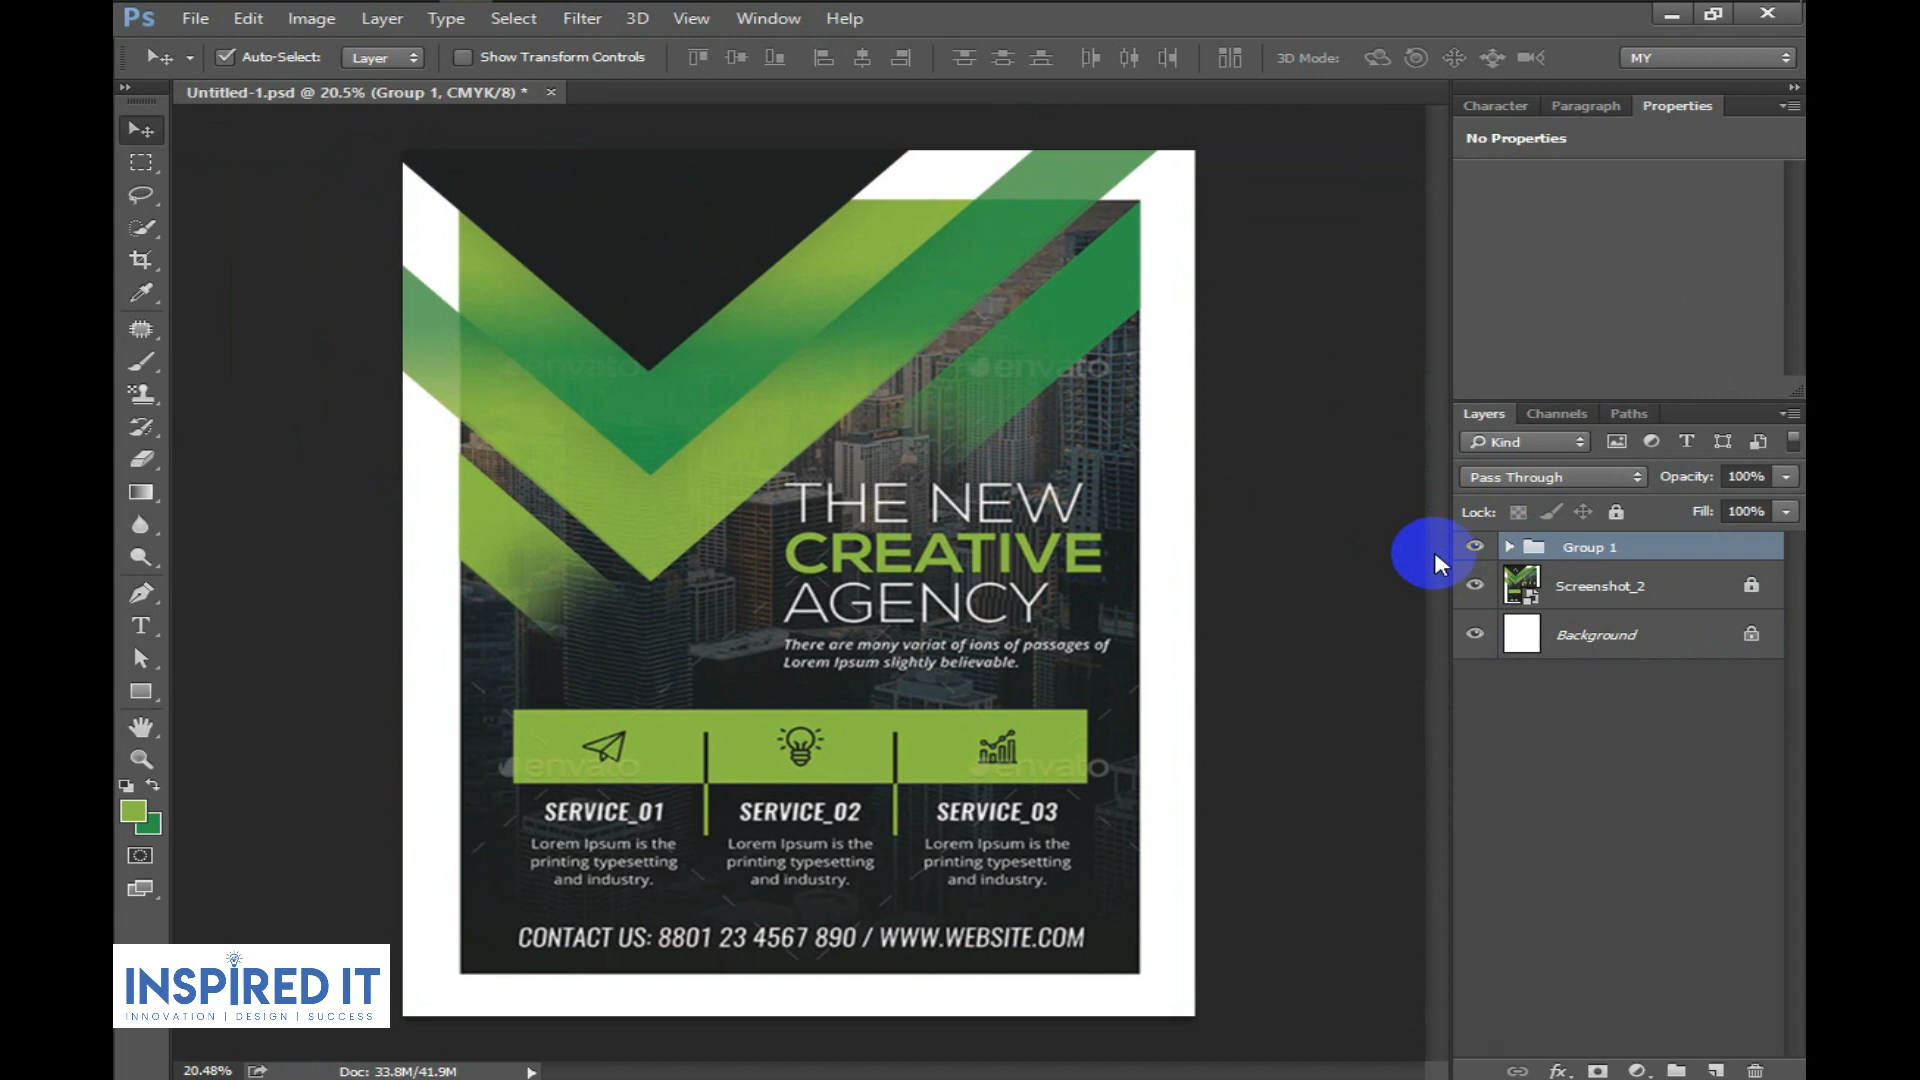 Ps File Edit Image Layer Type Select Filter 3D View Window Help
Auto-Select: Layer Show Transform Controls 3D Mode: MY
Untitled-1.psd @ 20.5% (Group 1, CMYK/8) *
Character Paragraph Properties
No Properties
envato envato
Layers Channels Paths
Kind
Pass Through Opacity: 100%
Lock: Fill: 100%
Group 1
Screenshot_2
Background
THE NEW
CREATIVE
AGENCY
There are many variat of ions of passages of
Lorem Ipsum slightly believable.
envato envato
SERVICE_01 SERVICE_02 SERVICE_03
Lorem Ipsum is the Lorem Ipsum is the Lorem Ipsum is the
printing typesetting printing typesetting printing typesetting
and industry. and industry. and industry.
CONTACT US: 8801 23 4567 890 / WWW.WEBSITE.COM
INSPIRED IT
INNOVATION | DESIGN | SUCCESS
20.48% Doc: 33.8M/41.9M